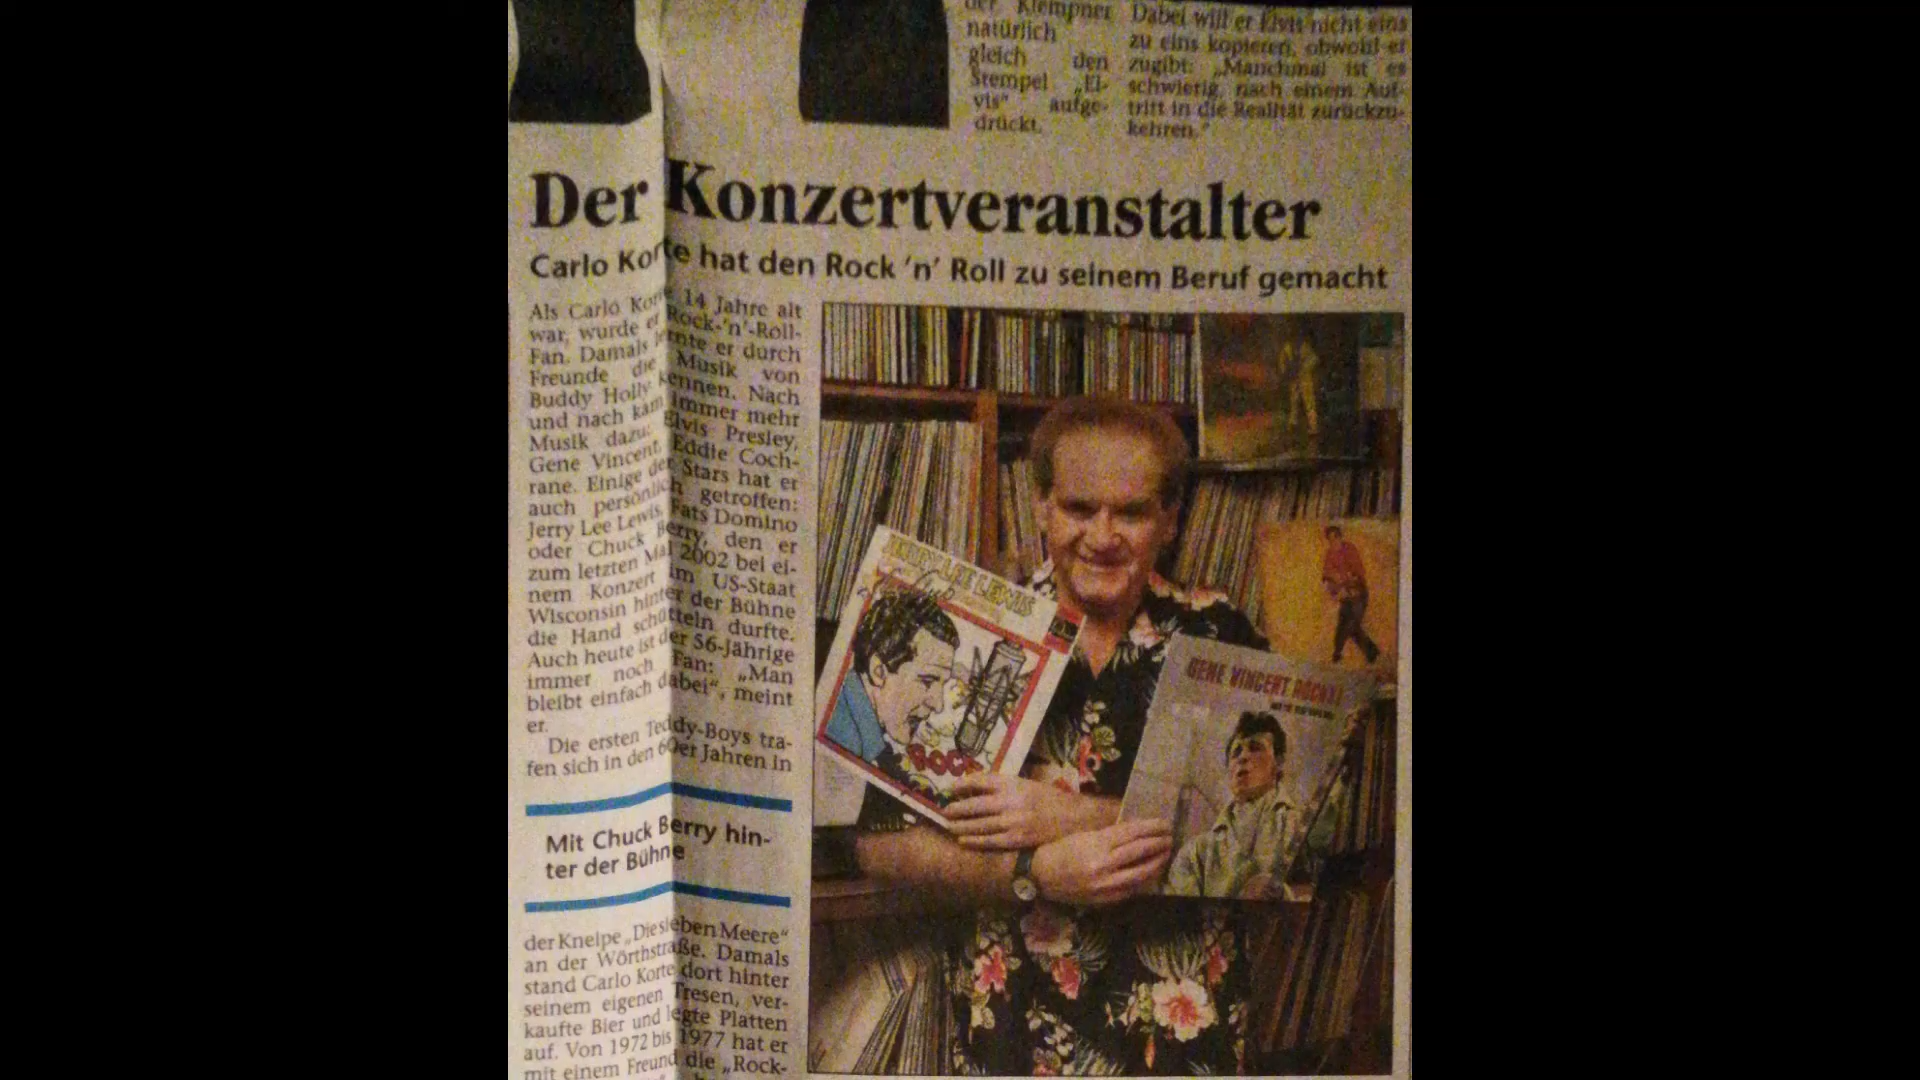 der Klempner
natürlich
gleich den
Stempel „El-
vis“ aufge-
drückt.
Dabei will er Elvis nicht eins
zu eins kopieren, obwohl er
zugibt: „Manchmal ist es
schwierig, nach einem Auf-
tritt in die Realität zurückzu-
kehren.“
Der Konzertveranstalter
Carlo Korte hat den Rock ’n’ Roll zu seinem Beruf gemacht
Als Carlo Korte 14 Jahre alt
war, wurde er Rock-’n’-Roll-
Fan. Damals lernte er durch
Freunde die Musik von
Buddy Holly kennen. Nach
und nach kam immer mehr
Musik dazu: Elvis Presley,
Gene Vincent, Eddie Coch-
rane. Einige der Stars hat er
auch persönlich getroffen:
Jerry Lee Lewis, Fats Domino
oder Chuck Berry, den er
zum letzten Mal 2002 bei ei-
nem Konzert im US-Staat
Wisconsin hinter der Bühne
die Hand schütteln durfte.
Auch heute ist der 56-Jährige
immer noch Fan: „Man
bleibt einfach dabei“, meint
er.
Die ersten Teddy-Boys tra-
fen sich in den 60er Jahren in
Mit Chuck Berry hin-
ter der Bühne
der Kneipe „Die sieben Meere“
an der Wörthstraße. Damals
stand Carlo Korte dort hinter
seinem eigenen Tresen, ver-
kaufte Bier und legte Platten
auf. Von 1972 bis 1977 hat er
mit einem Freund die „Rock-
JERRY LEE LEWIS
ROCK
GENE VINCENT ROCKS!